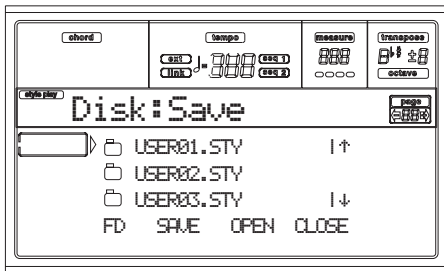 chord
tempo
measure
transpose
ext
link
♩=
seq 1
seq 2
♭♯ ±
octave
style play
Disk:Save
page
USER01.STY
USER02.STY
USER03.STY
FD SAVE OPEN CLOSE